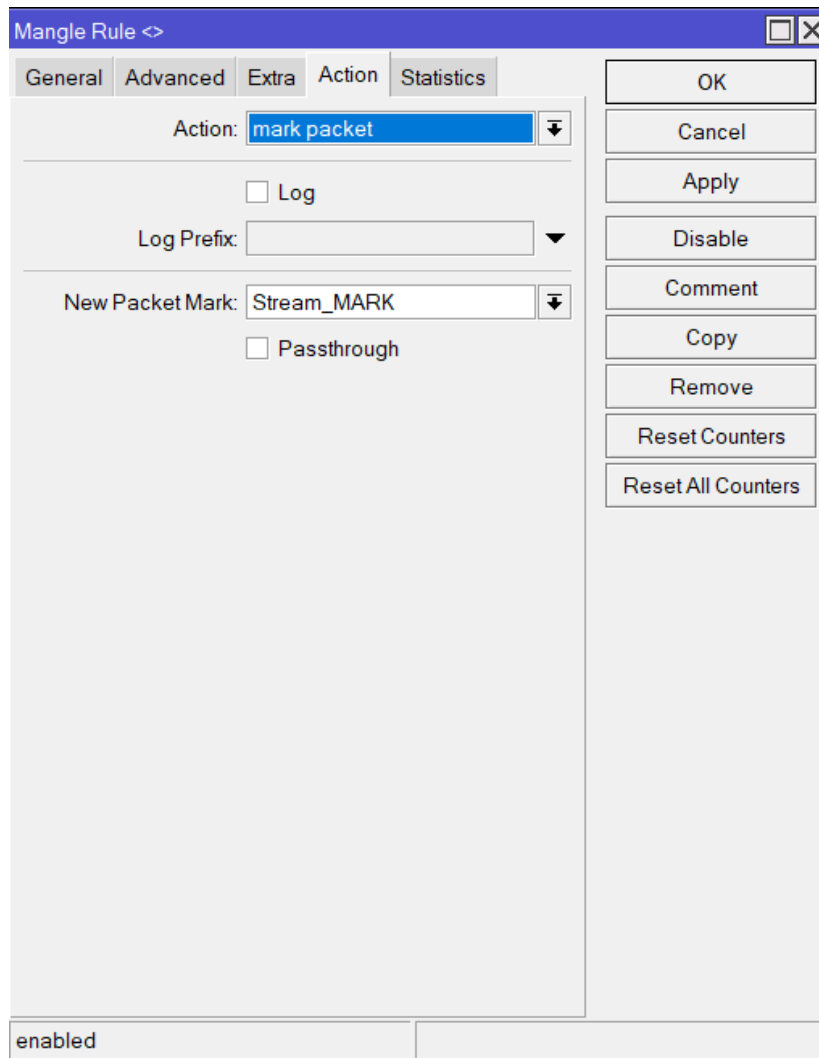 Mangle Rule <>
General Advanced Extra Action Statistics
Action: mark packet
Log
Log Prefix:
New Packet Mark: Stream_MARK
Passthrough
OK
Cancel
Apply
Disable
Comment
Copy
Remove
Reset Counters
Reset All Counters
enabled